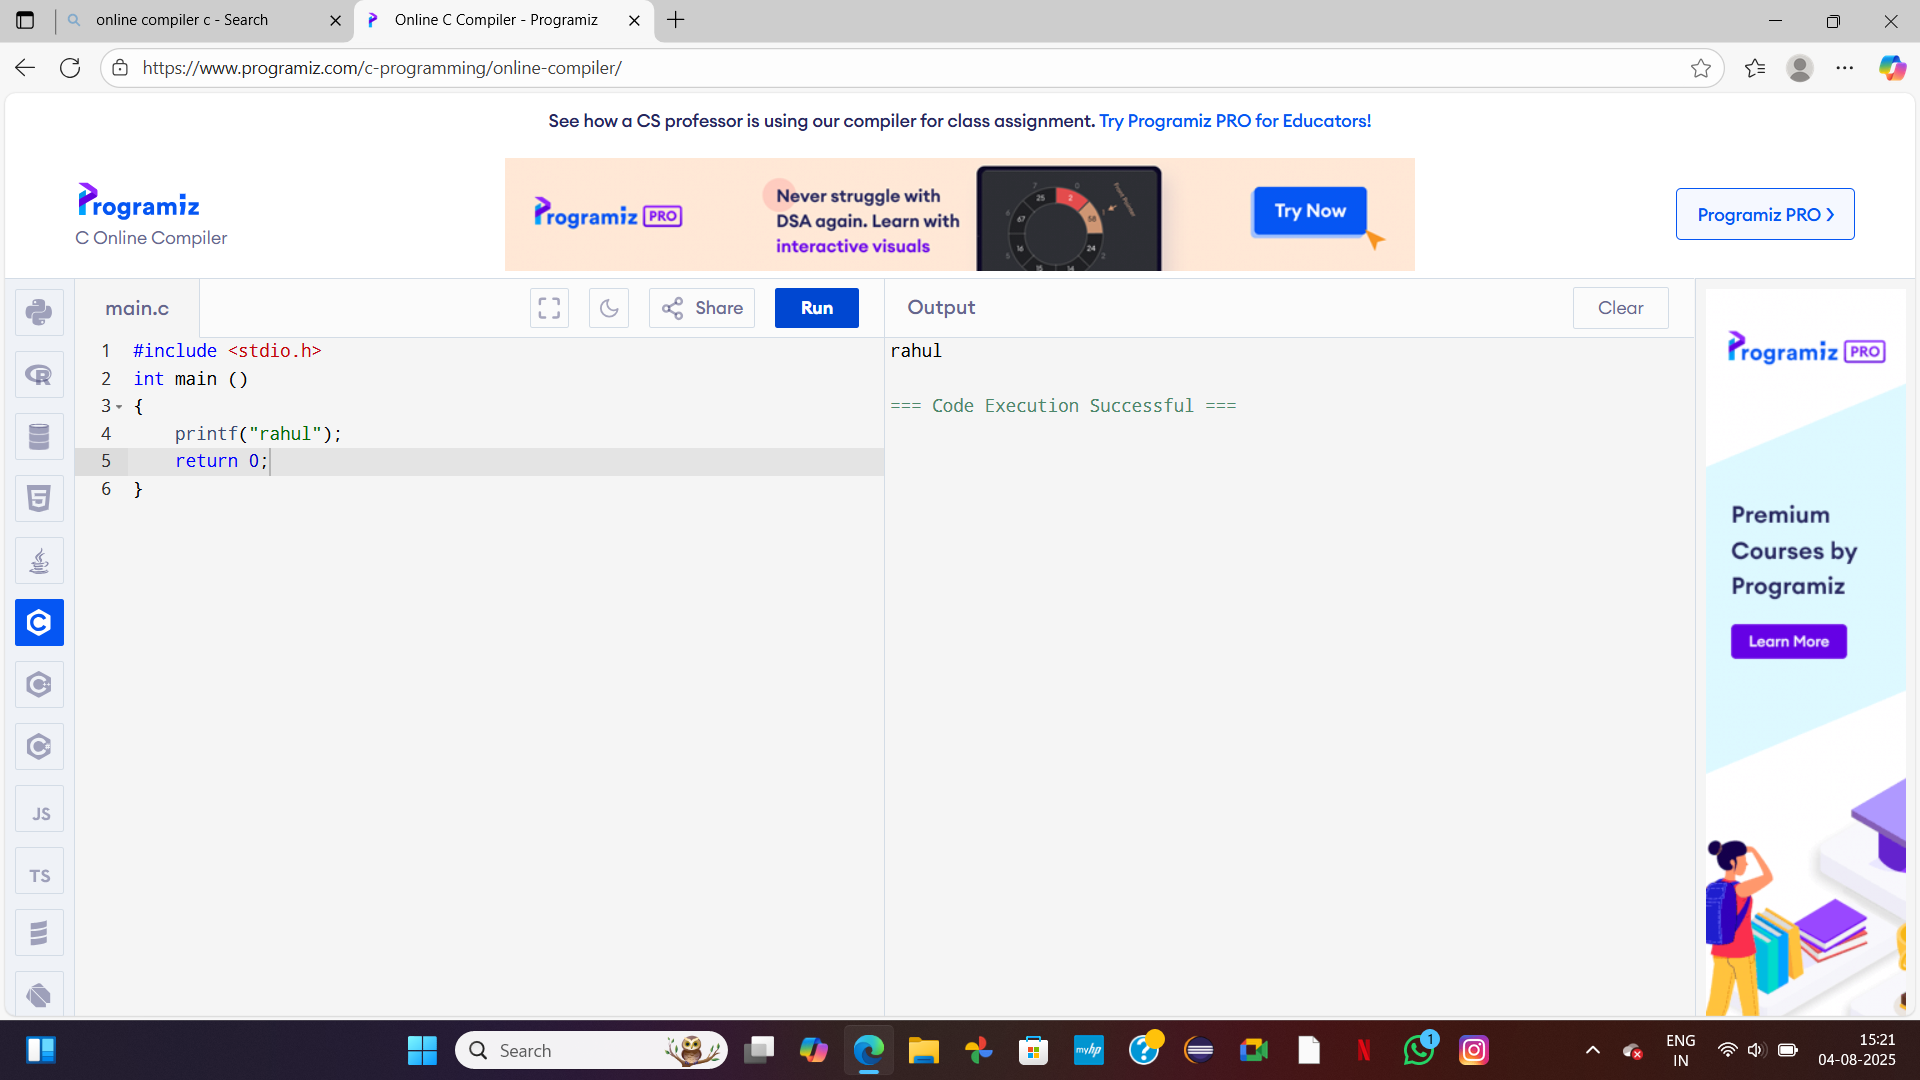 online compiler c - Search
Online C Compiler - Programiz
https://www.programiz.com/c-programming/online-compiler/
See how a CS professor is using our compiler for class assignment. Try Programiz PRO for Educators!
Programiz
C Online Compiler
Programiz PRO
Never struggle with
DSA again. Learn with
interactive visuals
Try Now
Programiz PRO ❯
main.c
Share
Run
Output
Clear
1 #include <stdio.h>
2 int main ()
3 {
4 printf("rahul");
5 return 0;
6 }
rahul
=== Code Execution Successful ===
JS
TS
Programiz PRO
Premium
Courses by
Programiz
Learn More
Search
myhp
1
ENG
IN
15:21
04-08-2025